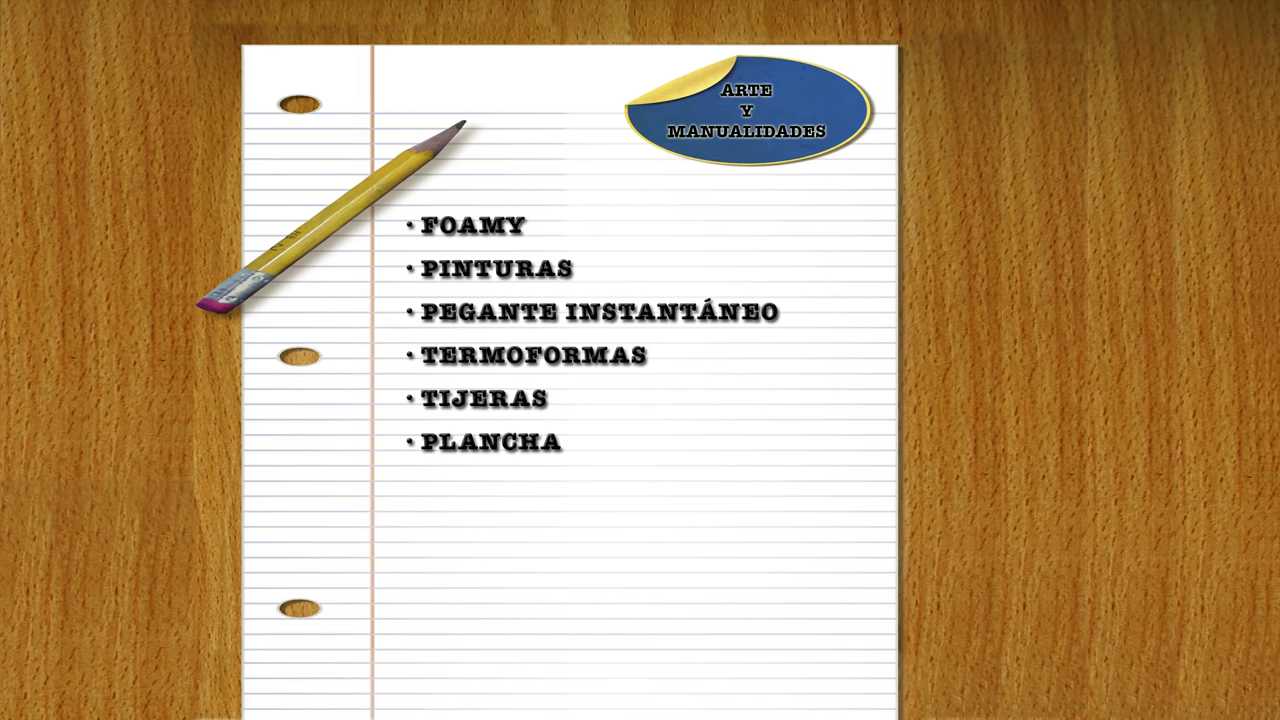 ARTE
Y
MANUALIDADES
· FOAMY
· PINTURAS
· PEGANTE INSTANTÁNEO
· TERMOFORMAS
· TIJERAS
· PLANCHA